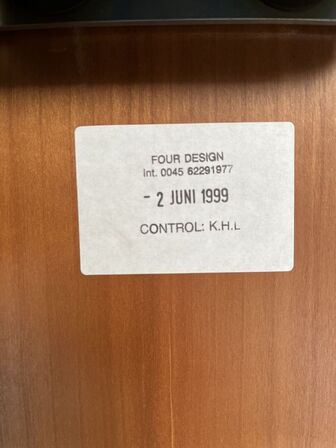 FOUR DESIGN
Int. 0045 62291977
- 2 JUNI 1999
CONTROL: K.H.L